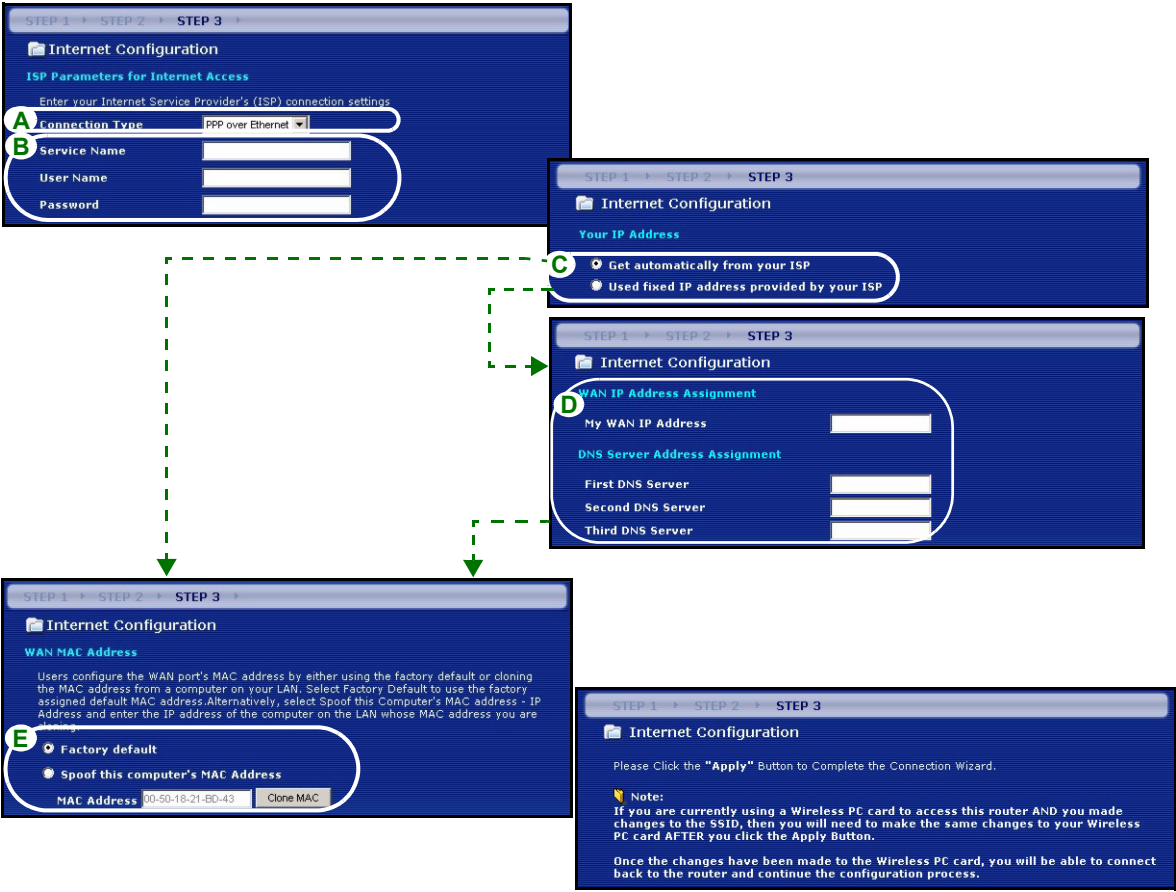 STEP 1 STEP 2 STEP 3
Internet Configuration
ISP Parameters for Internet Access
Enter your Internet Service Provider's (ISP) connection settings
A Connection Type PPP over Ethernet
B Service Name
User Name
Password
STEP 1 STEP 2 STEP 3
Internet Configuration
Your IP Address
C Get automatically from your ISP
Used fixed IP address provided by your ISP
STEP 1 STEP 2 STEP 3
Internet Configuration
WAN IP Address Assignment
D
My WAN IP Address
DNS Server Address Assignment
First DNS Server
Second DNS Server
Third DNS Server
STEP 1 STEP 2 STEP 3
Internet Configuration
WAN MAC Address
Users configure the WAN port's MAC address by either using the factory default or cloning
the MAC address from a computer on your LAN. Select Factory Default to use the factory
assigned default MAC address.Alternatively, select Spoof this Computer's MAC address - IP
Address and enter the IP address of the computer on the LAN whose MAC address you are
cloning.
E Factory default
Spoof this computer's MAC Address
MAC Address 00-50-18-21-BD-43 Clone MAC
STEP 1 STEP 2 STEP 3
Internet Configuration
Please Click the "Apply" Button to Complete the Connection Wizard.
Note:
If you are currently using a Wireless PC card to access this router AND you made
changes to the SSID, then you will need to make the same changes to your Wireless
PC card AFTER you click the Apply Button.
Once the changes have been made to the Wireless PC card, you will be able to connect
back to the router and continue the configuration process.